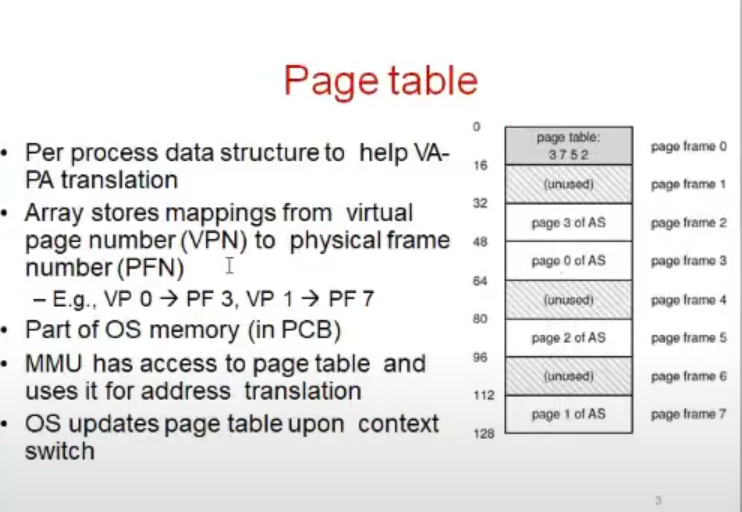 Page table
• Per process data structure to help VA-
PA translation
• Array stores mappings from virtual
page number (VPN) to physical frame
number (PFN)
– E.g., VP 0 → PF 3, VP 1 → PF 7
• Part of OS memory (in PCB)
• MMU has access to page table and
uses it for address translation
• OS updates page table upon context
switch
0
page table:
3 7 5 2
page frame 0
16
(unused)
page frame 1
32
page 3 of AS
page frame 2
48
page 0 of AS
page frame 3
64
(unused)
page frame 4
80
page 2 of AS
page frame 5
96
(unused)
page frame 6
112
page 1 of AS
page frame 7
128
3